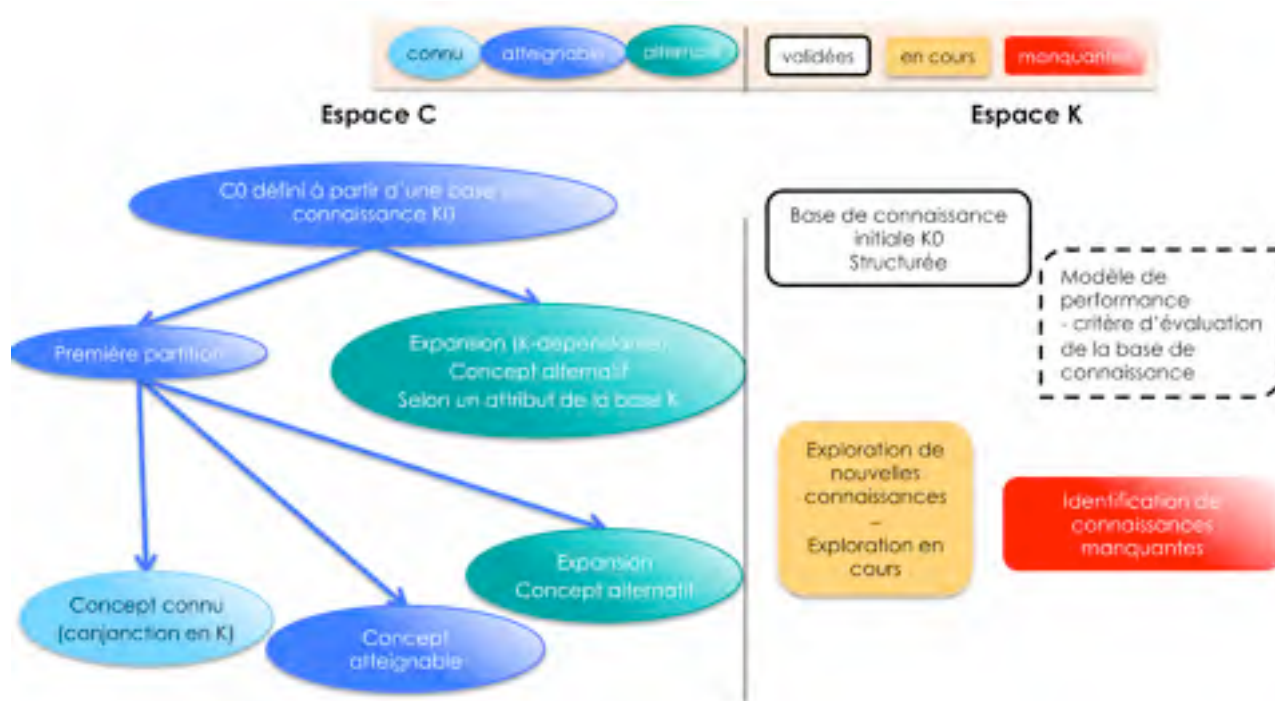 connu
atteignable
alternatif
validées
en cours
manquantes
Espace C
Espace K
C0 défini à partir d'une base
connaissance K0
Première partition
Expansion (K-dépendante)
Concept alternatif
Selon un attribut de la base K
Expansion
Concept alternatif
Concept connu
(conjonction en K)
Concept
atteignable
Base de connaissance
initiale K0
Structurée
Modèle de
performance
- critère d'évaluation
de la base de
connaissance
Exploration de
nouvelles
connaissances
–
Exploration en
cours
Identification de
connaissances
manquantes